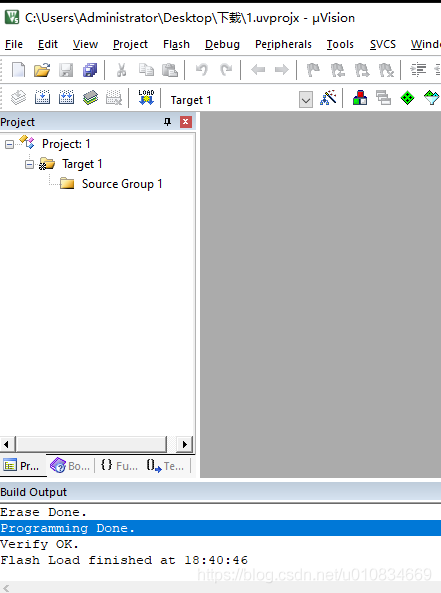 C:\Users\Administrator\Desktop\下载\1.uvprojx - µVision
File Edit View Project Flash Debug Peripherals Tools SVCS
LOAD
Target 1
Project
Project: 1
Target 1
Source Group 1
Pr... Bo... {} Fu... 0 Te...
Build Output
Erase Done.
Programming Done.
Verify OK.
Flash Load finished at 18:40:46
https://blog.csdn.net/u010834669